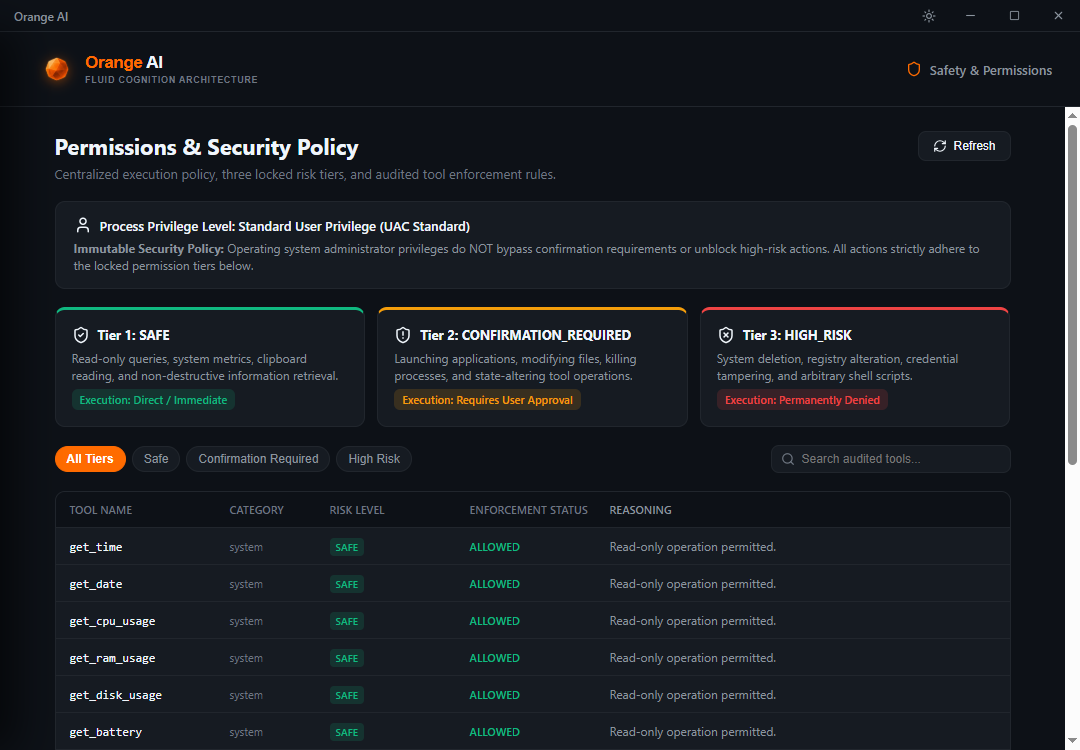 Orange AI
Orange AI
FLUID COGNITION ARCHITECTURE
Safety & Permissions
Permissions & Security Policy
Refresh
Centralized execution policy, three locked risk tiers, and audited tool enforcement rules.
Process Privilege Level: Standard User Privilege (UAC Standard)
Immutable Security Policy: Operating system administrator privileges do NOT bypass confirmation requirements or unblock high-risk actions. All actions strictly adhere to
the locked permission tiers below.
Tier 1: SAFE
Read-only queries, system metrics, clipboard
reading, and non-destructive information retrieval.
Execution: Direct / Immediate
Tier 2: CONFIRMATION_REQUIRED
Launching applications, modifying files, killing
processes, and state-altering tool operations.
Execution: Requires User Approval
Tier 3: HIGH_RISK
System deletion, registry alteration, credential
tampering, and arbitrary shell scripts.
Execution: Permanently Denied
All Tiers Safe Confirmation Required High Risk Search audited tools...
TOOL NAME CATEGORY RISK LEVEL ENFORCEMENT STATUS REASONING
get_time system SAFE ALLOWED Read-only operation permitted.
get_date system SAFE ALLOWED Read-only operation permitted.
get_cpu_usage system SAFE ALLOWED Read-only operation permitted.
get_ram_usage system SAFE ALLOWED Read-only operation permitted.
get_disk_usage system SAFE ALLOWED Read-only operation permitted.
get_battery system SAFE ALLOWED Read-only operation permitted.